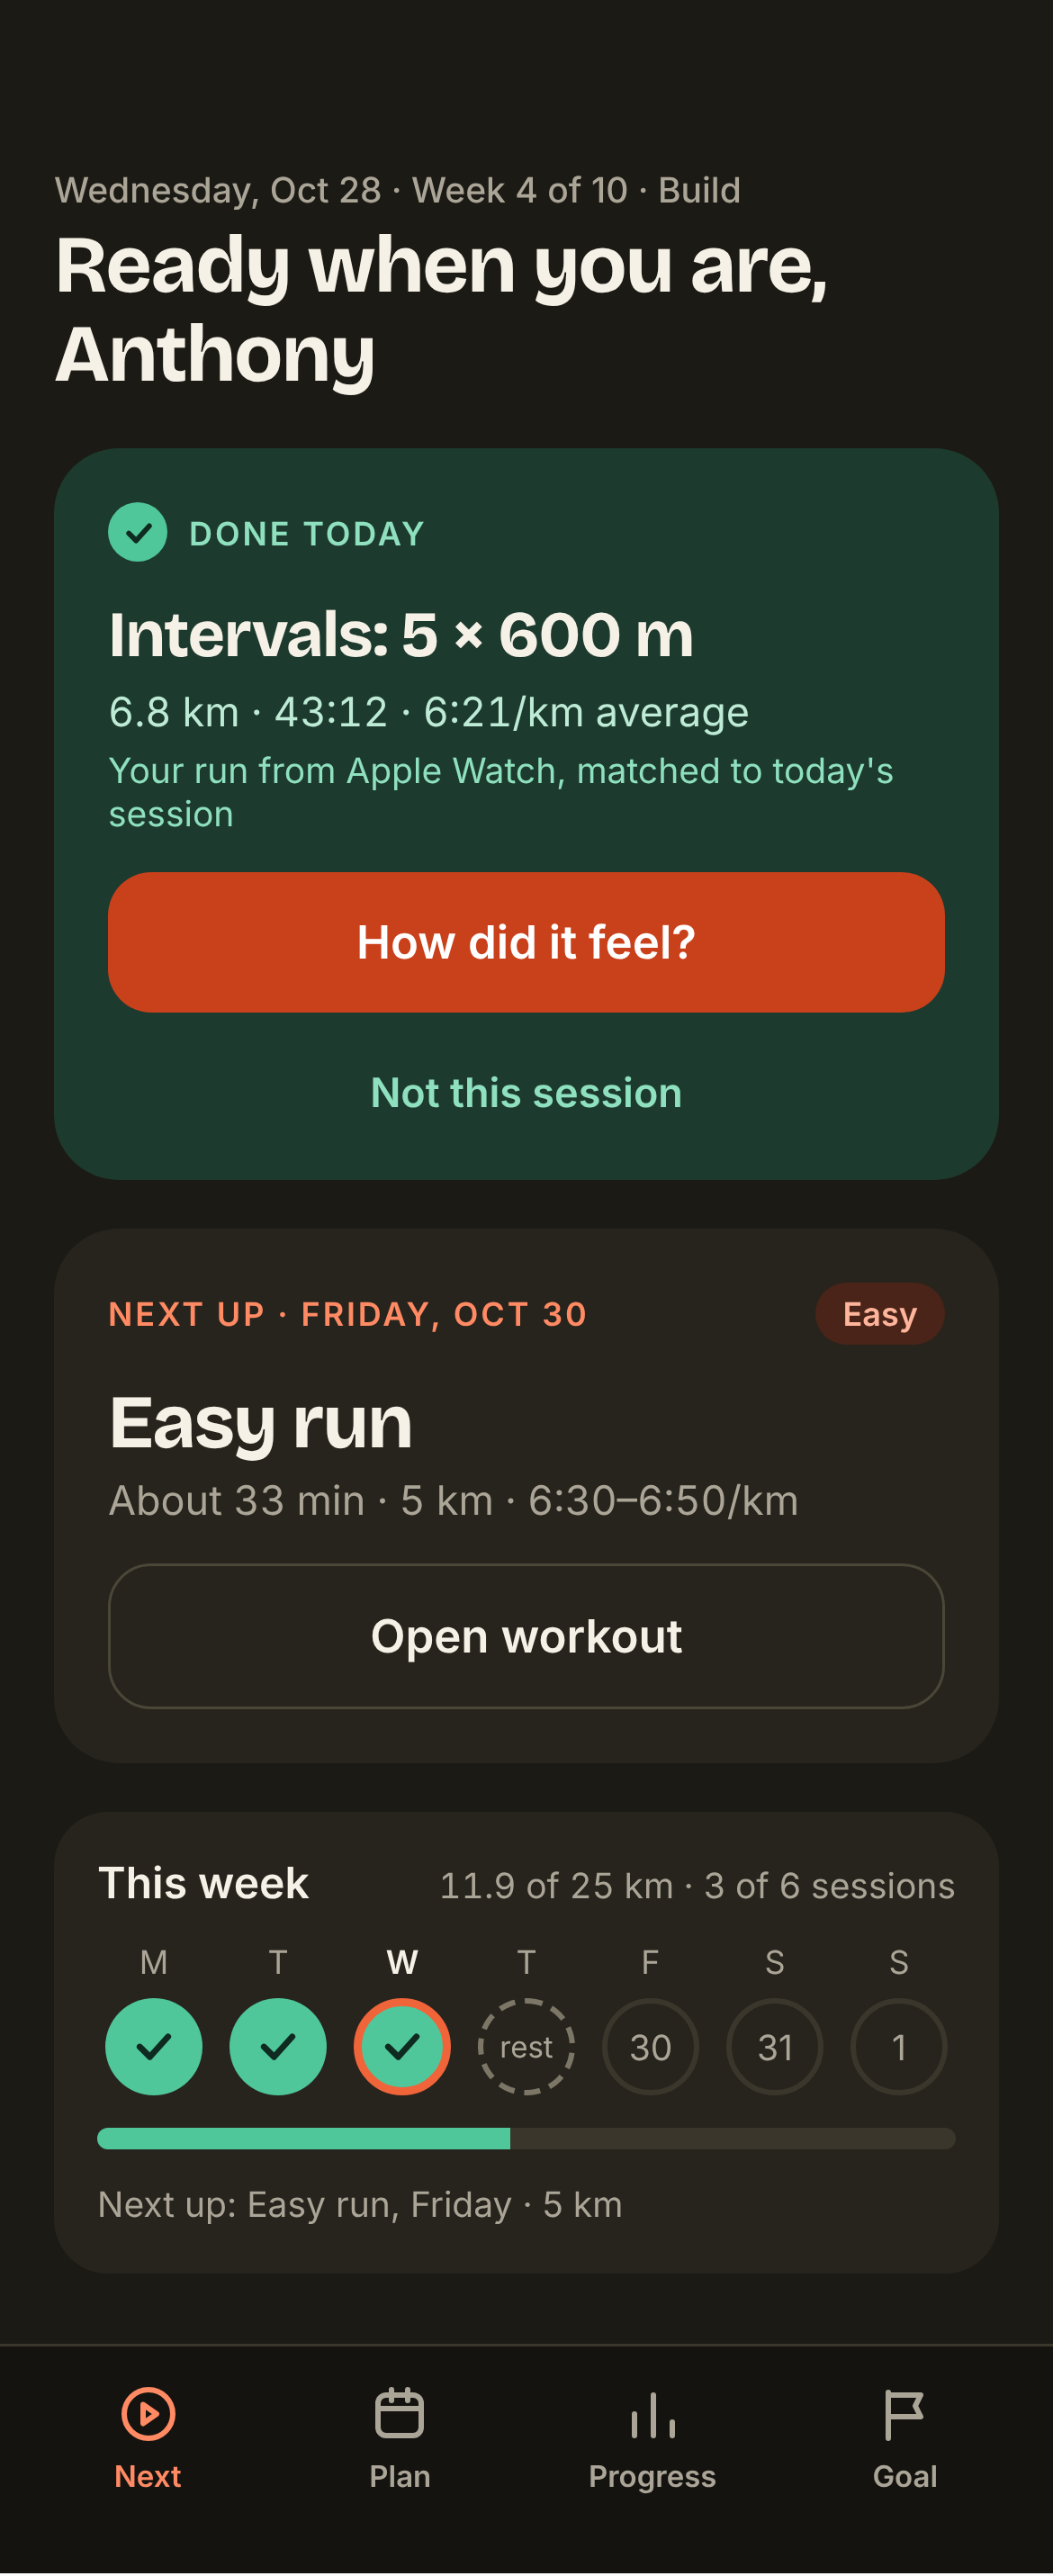 Wednesday, Oct 28 · Week 4 of 10 · Build
Ready when you are,
Anthony
DONE TODAY
Intervals: 5 × 600 m
6.8 km · 43:12 · 6:21/km average
Your run from Apple Watch, matched to today's
session
How did it feel?
Not this session
NEXT UP · FRIDAY, OCT 30
Easy
Easy run
About 33 min · 5 km · 6:30–6:50/km
Open workout
This week
11.9 of 25 km · 3 of 6 sessions
M T W T F S S
rest 30 31 1
Next up: Easy run, Friday · 5 km
Next Plan Progress Goal